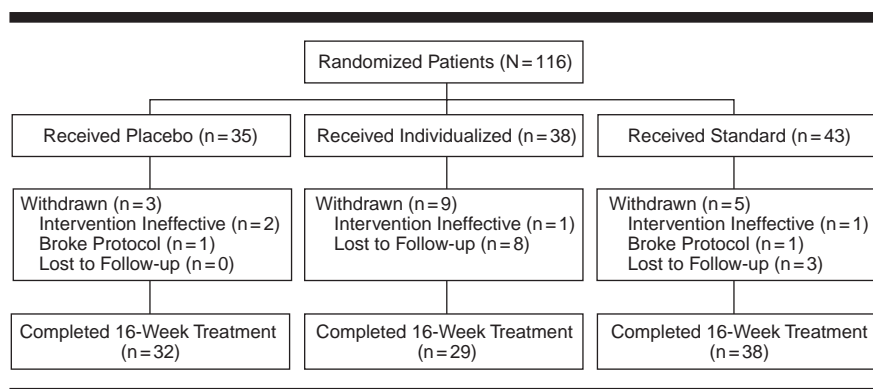 Randomized Patients (N=116)
Received Placebo (n=35)
Received Individualized (n=38)
Received Standard (n=43)
Withdrawn (n=3)
Intervention Ineffective (n=2)
Broke Protocol (n=1)
Lost to Follow-up (n=0)
Withdrawn (n=9)
Intervention Ineffective (n=1)
Lost to Follow-up (n=8)
Withdrawn (n=5)
Intervention Ineffective (n=1)
Broke Protocol (n=1)
Lost to Follow-up (n=3)
Completed 16-Week Treatment
(n=32)
Completed 16-Week Treatment
(n=29)
Completed 16-Week Treatment
(n=38)